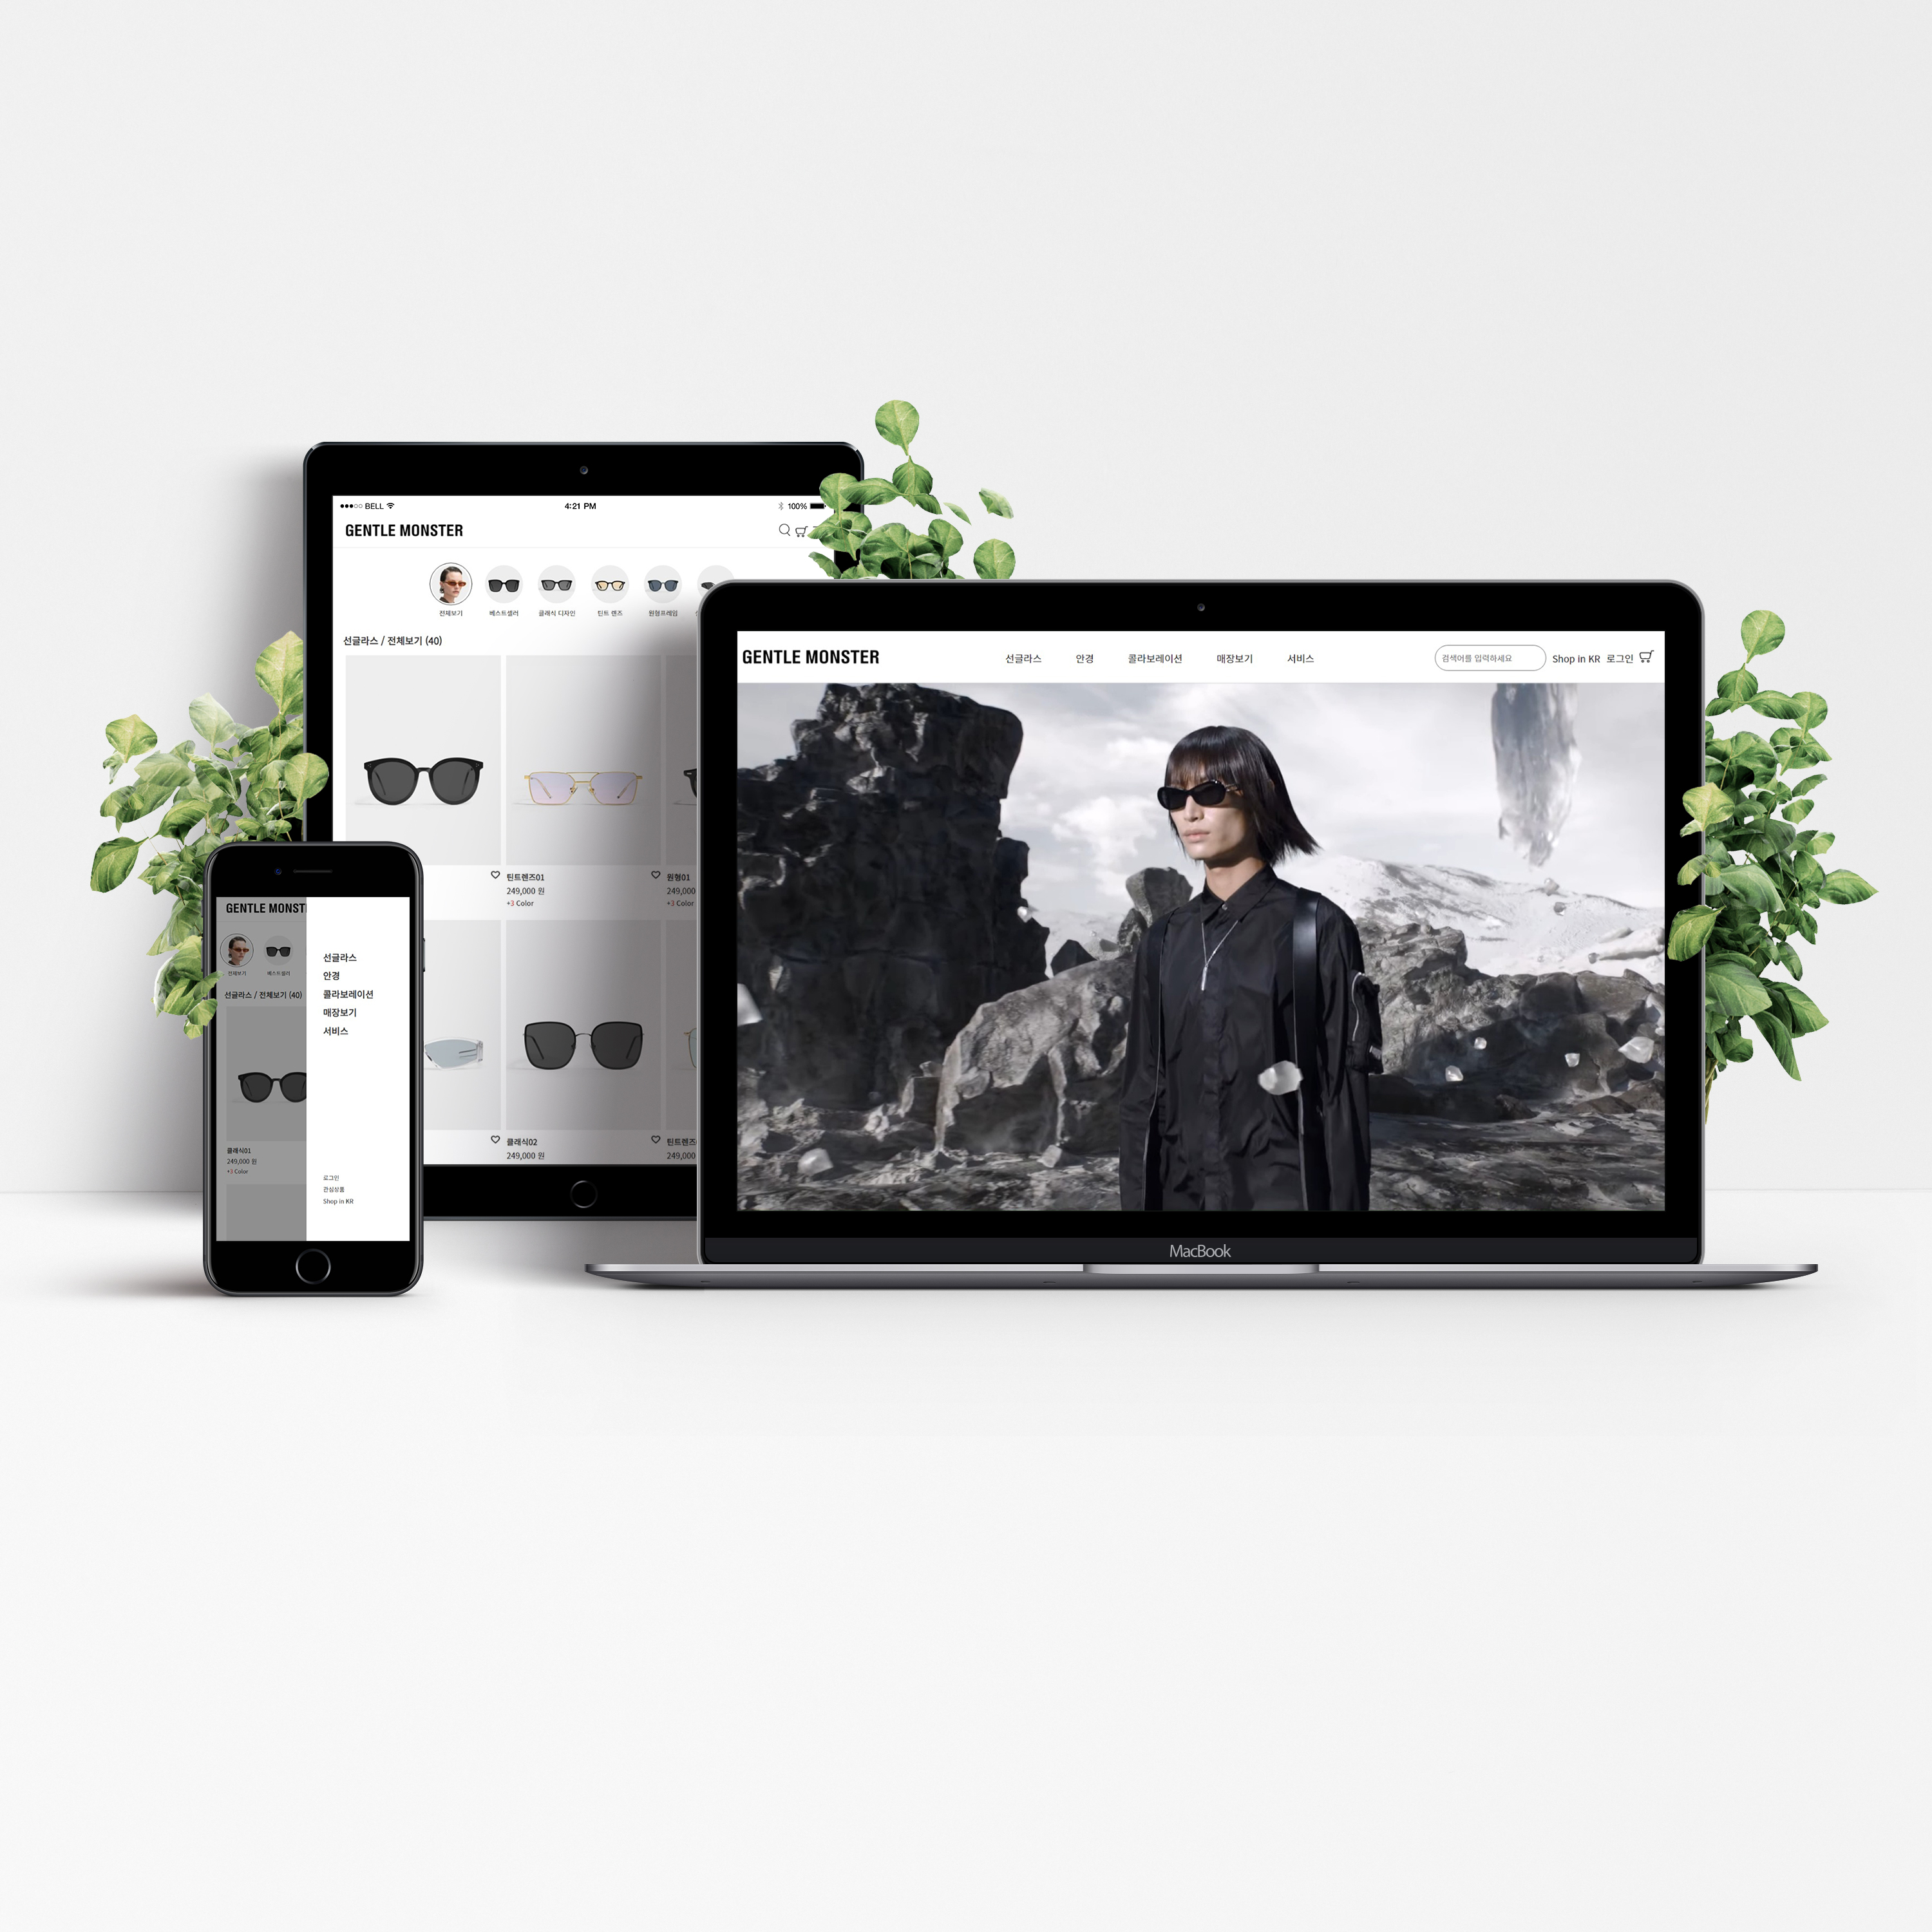 ●●●○○ BELL 4:21 PM 100%
GENTLE MONSTER
전체보기 베스트셀러 클래식 디자인 틴트 렌즈 원형프레임
선글라스 / 전체보기 (40)
틴트렌즈01 원형01
249,000 원 249,000
+3 Color +3 Color
클래식02 틴트렌즈
249,000 원 249,000
GENTLE MONSTER 선글라스 안경 콜라보레이션 매장보기 서비스 검색어를 입력하세요 Shop in KR 로그인
MacBook
GENTLE MONST
전체보기 베스트셀러
선글라스 / 전체보기 (40)
클래식01
249,000 원
+3 Color
선글라스
안경
콜라보레이션
매장보기
서비스
로그인
관심상품
Shop in KR